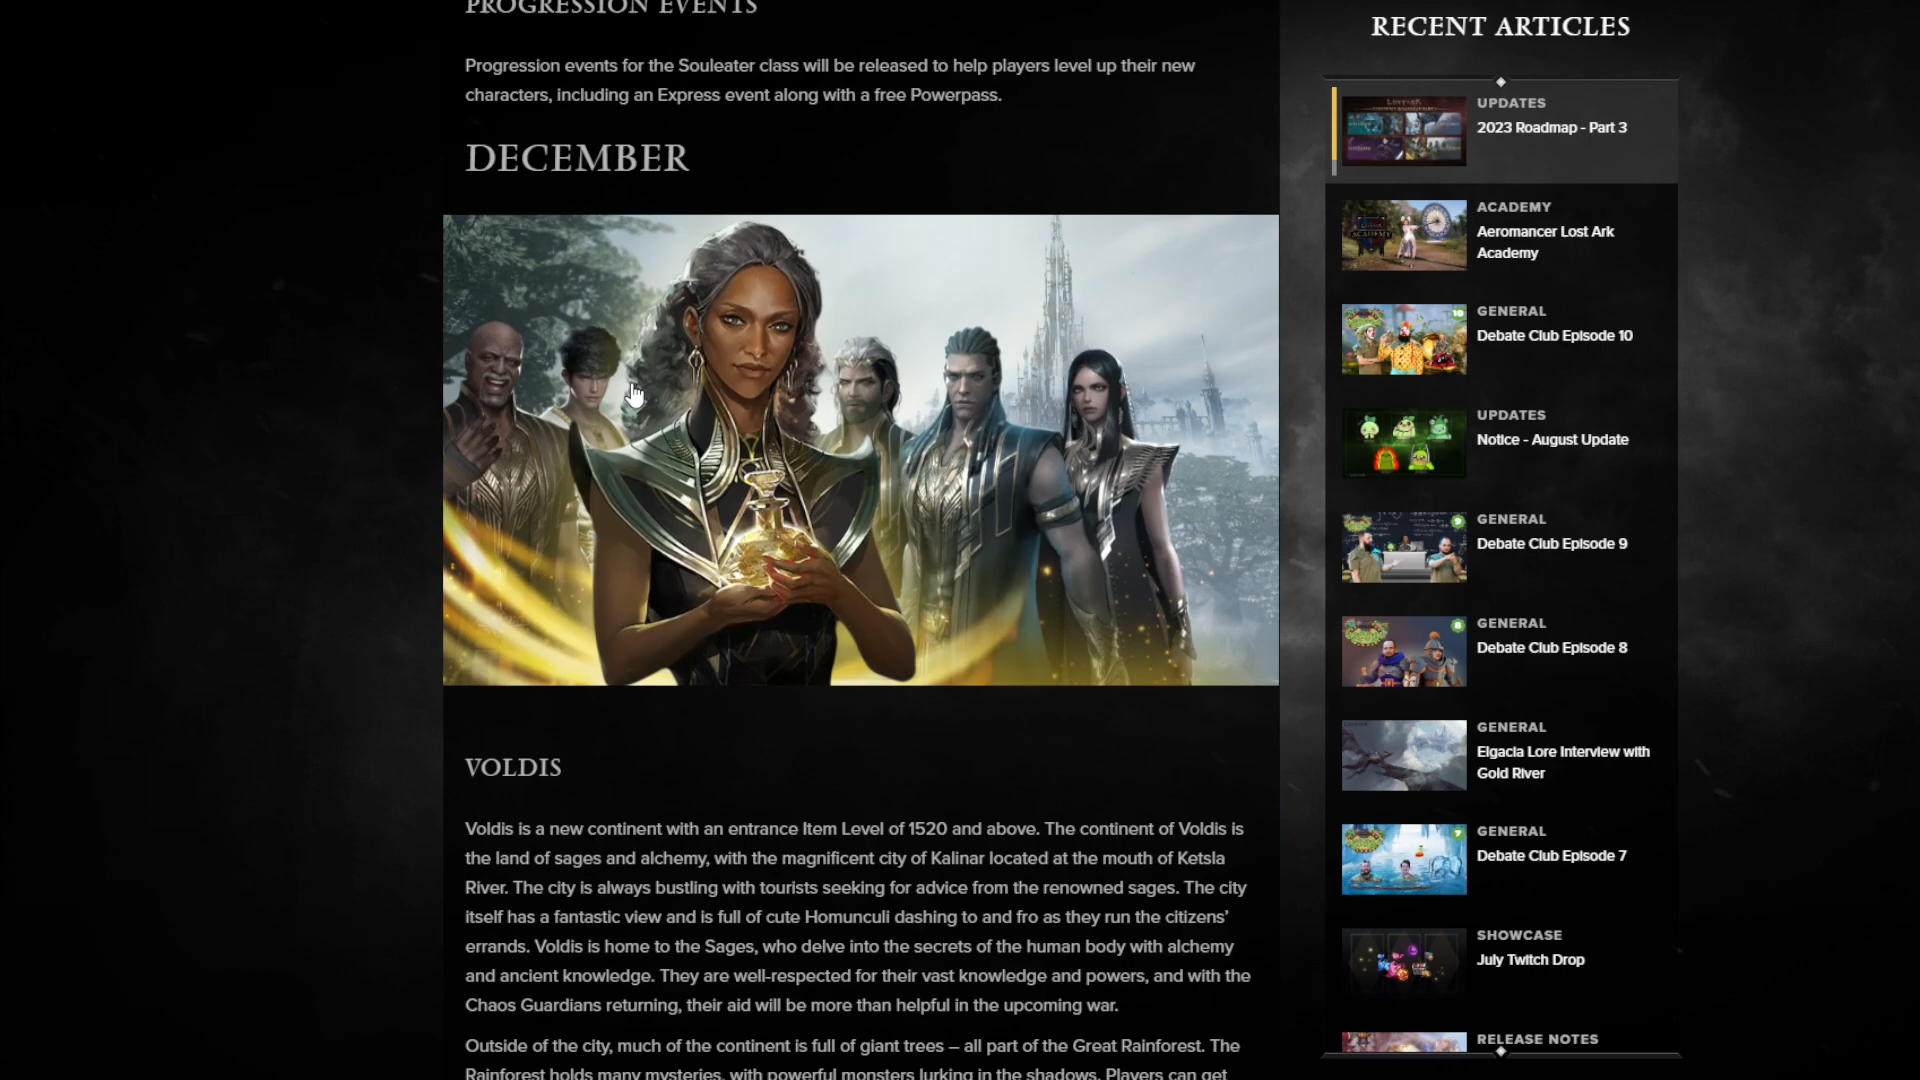 PROGRESSION EVENTS
Progression events for the Souleater class will be released to help players level up their new
characters, including an Express event along with a free Powerpass.
DECEMBER
VOLDIS
Voldis is a new continent with an entrance Item Level of 1520 and above. The continent of Voldis is
the land of sages and alchemy, with the magnificent city of Kalinar located at the mouth of Ketsla
River. The city is always bustling with tourists seeking for advice from the renowned sages. The city
itself has a fantastic view and is full of cute Homunculi dashing to and fro as they run the citizens’
errands. Voldis is home to the Sages, who delve into the secrets of the human body with alchemy
and ancient knowledge. They are well-respected for their vast knowledge and powers, and with the
Chaos Guardians returning, their aid will be more than helpful in the upcoming war.
Outside of the city, much of the continent is full of giant trees – all part of the Great Rainforest. The
Rainforest holds many mysteries, with powerful monsters lurking in the shadows. Players can get
RECENT ARTICLES
UPDATES
2023 Roadmap - Part 3
ACADEMY
Aeromancer Lost Ark
Academy
GENERAL
Debate Club Episode 10
10
UPDATES
Notice - August Update
GENERAL
Debate Club Episode 9
9
GENERAL
Debate Club Episode 8
8
GENERAL
Elgacia Lore Interview with
Gold River
GENERAL
Debate Club Episode 7
7
SHOWCASE
July Twitch Drop
RELEASE NOTES